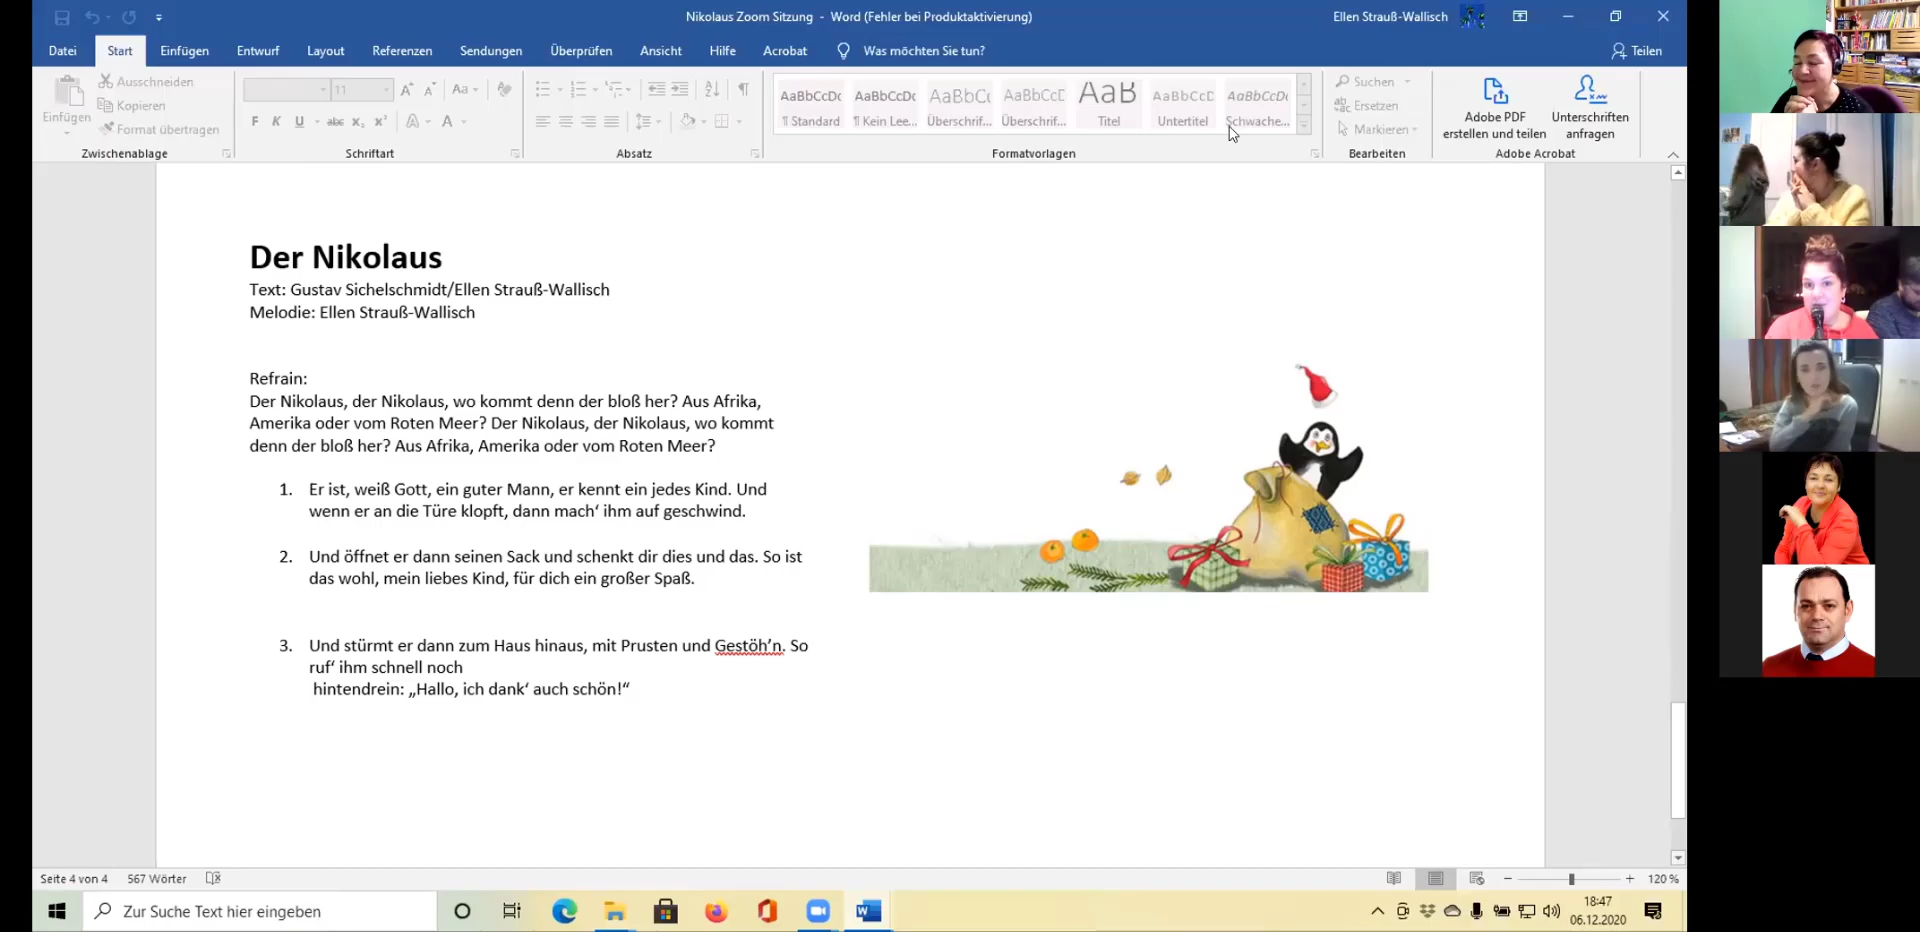 Nikolaus Zoom Sitzung - Word (Fehler bei Produktaktivierung)
Ellen Strauß-Wallisch
Datei Start Einfügen Entwurf Layout Referenzen Sendungen Überprüfen Ansicht Hilfe Acrobat Was möchten Sie tun? Teilen
Einfügen
Ausschneiden
Kopieren
Format übertragen
Zwischenablage
11
F K U abc x₂ x²
Schriftart
Absatz
AaBbCcDc AaBbCcDc AaBbC AaBbCcD AaB AaBbCcD AaBbCcDc
¶ Standard ¶ Kein Lee... Überschrif... Überschrif... Titel Untertitel Schwache...
Formatvorlagen
Suchen
Ersetzen
Markieren
Bearbeiten
Adobe PDF
erstellen und teilen
Unterschriften
anfragen
Adobe Acrobat
Der Nikolaus
Text: Gustav Sichelschmidt/Ellen Strauß-Wallisch
Melodie: Ellen Strauß-Wallisch
Refrain:
Der Nikolaus, der Nikolaus, wo kommt denn der bloß her? Aus Afrika,
Amerika oder vom Roten Meer? Der Nikolaus, der Nikolaus, wo kommt
denn der bloß her? Aus Afrika, Amerika oder vom Roten Meer?
1. Er ist, weiß Gott, ein guter Mann, er kennt ein jedes Kind. Und
wenn er an die Türe klopft, dann mach‘ ihm auf geschwind.
2. Und öffnet er dann seinen Sack und schenkt dir dies und das. So ist
das wohl, mein liebes Kind, für dich ein großer Spaß.
3. Und stürmt er dann zum Haus hinaus, mit Prusten und Gestöh’n. So
ruf‘ ihm schnell noch
hintendrein: „Hallo, ich dank‘ auch schön!“
Seite 4 von 4 567 Wörter
120 %
Zur Suche Text hier eingeben
18:47
06.12.2020